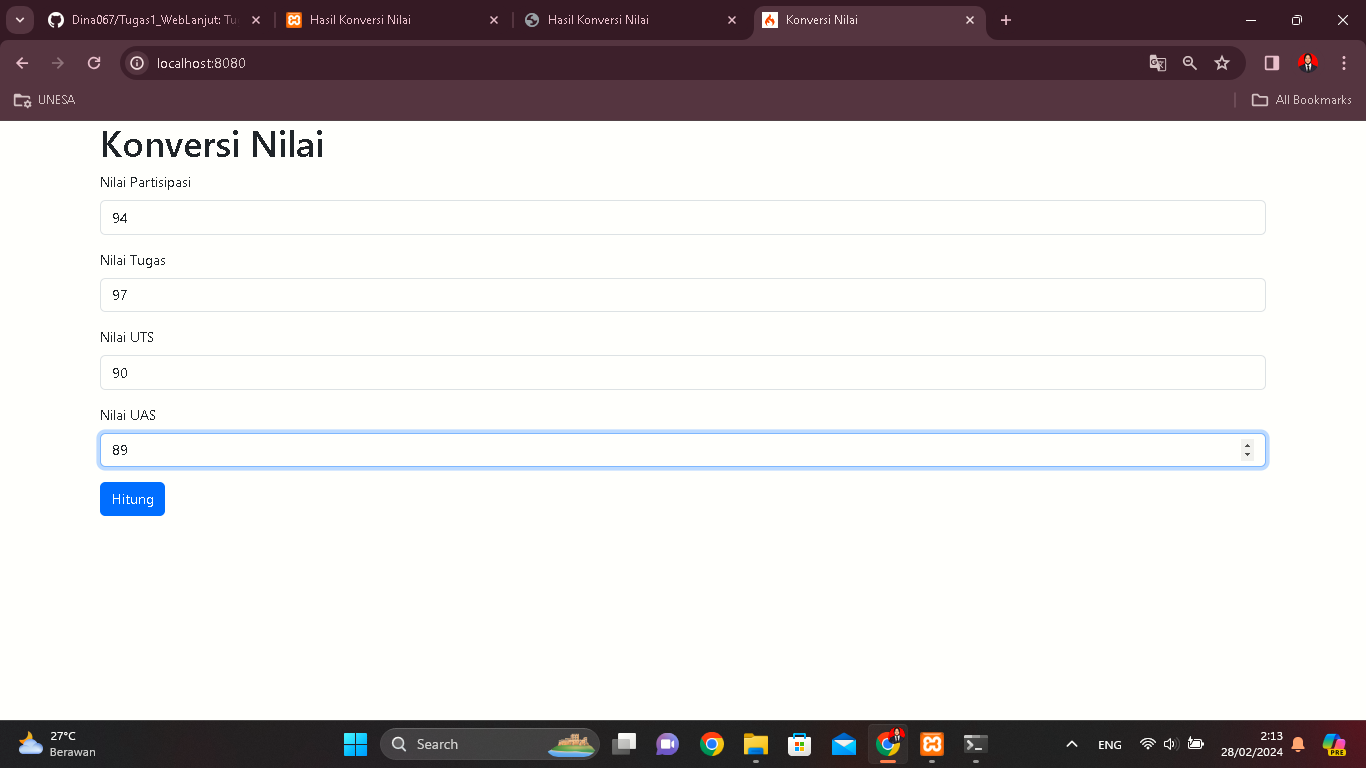 Dina067/Tugas1_WebLanjut: Tu
Hasil Konversi Nilai
Hasil Konversi Nilai
Konversi Nilai
localhost:8080
UNESA
All Bookmarks
Konversi Nilai
Nilai Partisipasi
94
Nilai Tugas
97
Nilai UTS
90
Nilai UAS
89
Hitung
27°C
Berawan
Search
ENG
2:13
28/02/2024
PRE